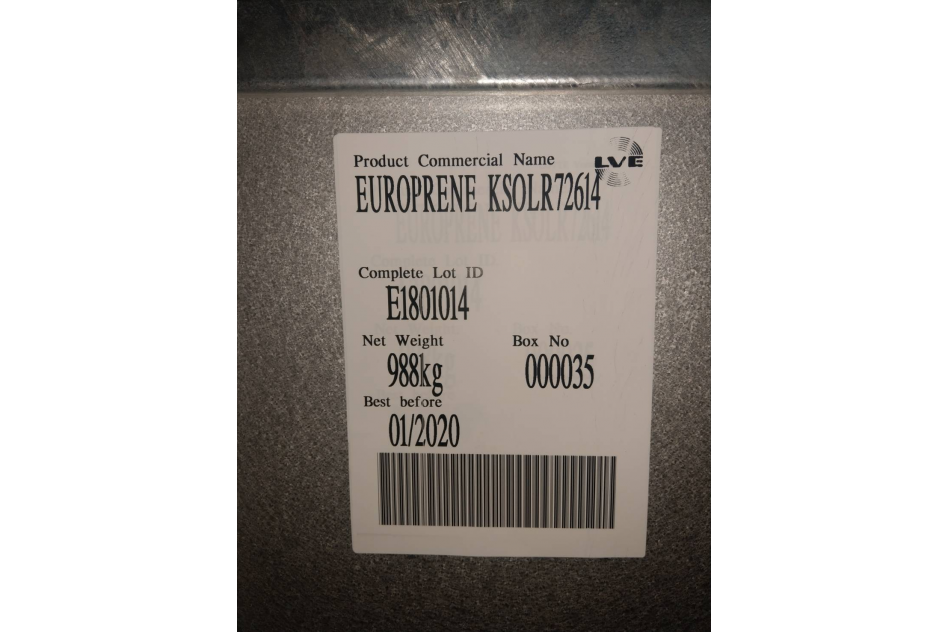 Product Commercial Name
LVE
EUROPRENE KSOLR72614
Complete Lot ID
E1801014
Net Weight
Box No
988kg
000035
Best before
01/2020